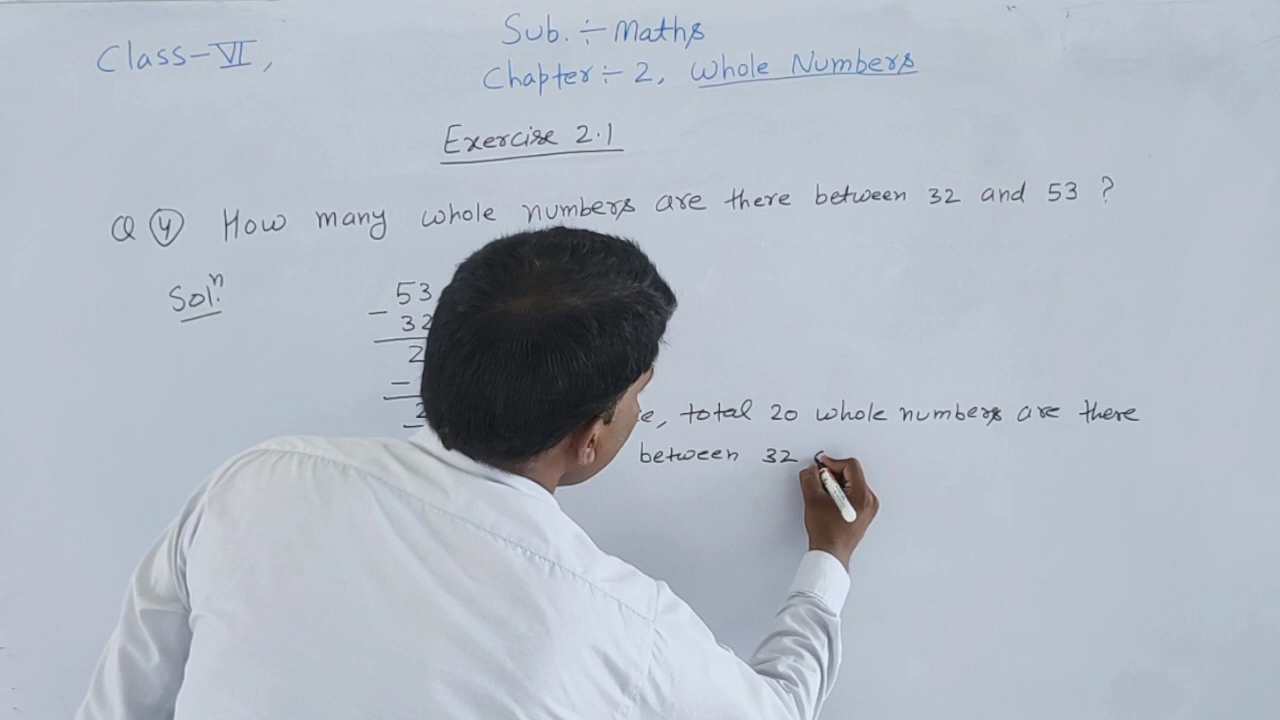 Class-VI,
Sub. :- Maths
Chapter :- 2, Whole Numbers
Exercise 2.1
Q 4 How many whole numbers are there between 32 and 53 ?
Solⁿ.
53
- 32
2
-
2
total 20 whole numbers are there
between 32